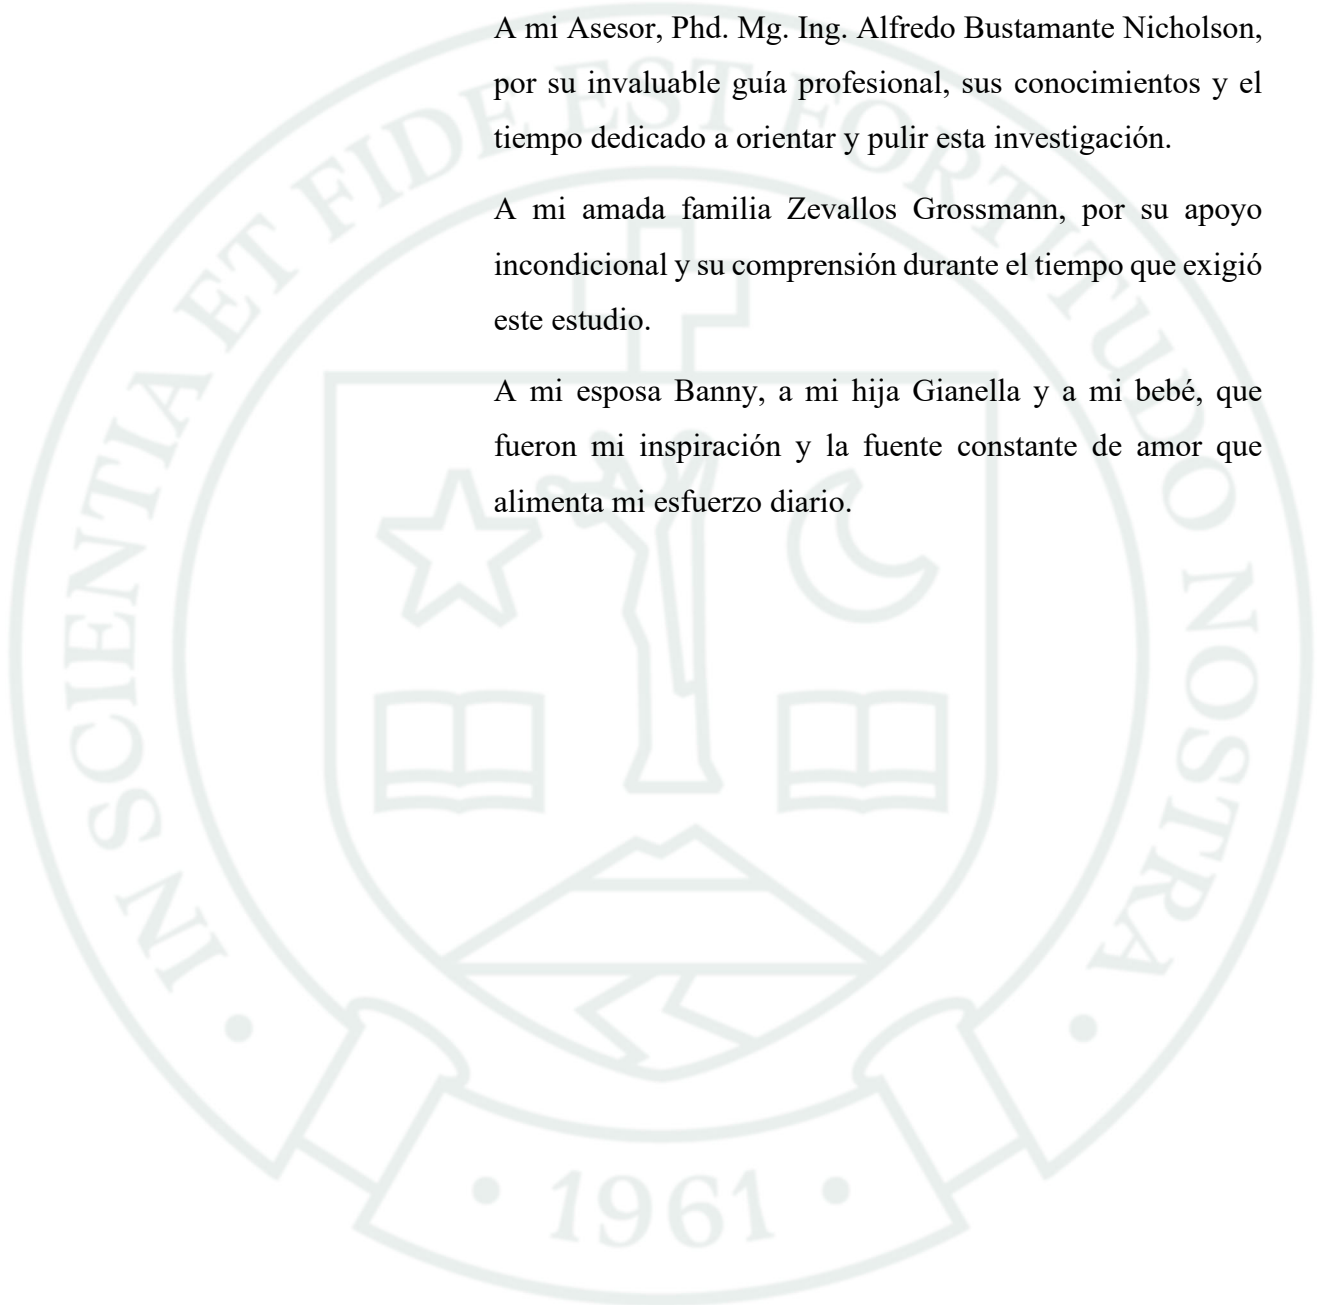 A mi Asesor, Phd. Mg. Ing. Alfredo Bustamante Nicholson,
por su invaluable guía profesional, sus conocimientos y el
tiempo dedicado a orientar y pulir esta investigación.
A mi amada familia Zevallos Grossmann, por su apoyo
incondicional y su comprensión durante el tiempo que exigió
este estudio.
A mi esposa Banny, a mi hija Gianella y a mi bebé, que
fueron mi inspiración y la fuente constante de amor que
alimenta mi esfuerzo diario.
IN SCIENTIA ET FIDE EST FORTITUDO NOSTRA
• 1961 •